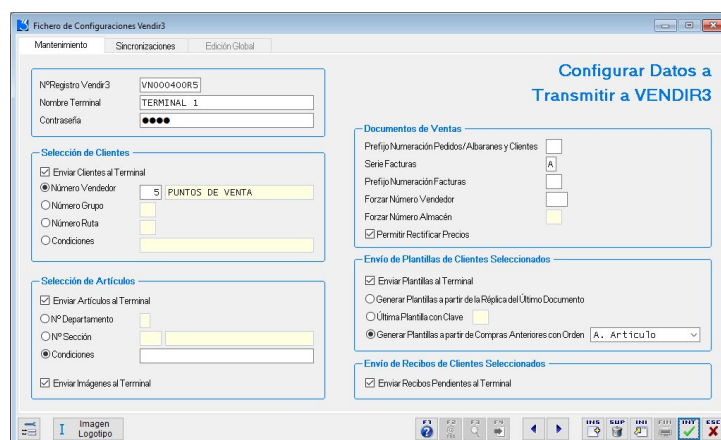 Fichero de Configuraciones Vendir3
Mantenimiento
Sincronizaciones
Edición Global
Configurar Datos a
Transmitir a VENDIR3
NºRegistro Vendir3 VN000400R5
Nombre Terminal TERMINAL 1
Contraseña ●●●●
Selección de Clientes
Enviar Clientes al Terminal
Número Vendedor 5 PUNTOS DE VENTA
Número Grupo
Número Ruta
Condiciones
Selección de Artículos
Enviar Artículos al Terminal
Nº Departamento
Nº Sección
Condiciones
Enviar Imágenes al Terminal
Documentos de Ventas
Prefijo Numeración Pedidos/Albaranes y Clientes
Serie Facturas A
Prefijo Numeración Facturas
Forzar Número Vendedor
Forzar Número Almacén
Permitir Rectificar Precios
Envío de Plantillas de Clientes Seleccionados
Enviar Plantillas al Terminal
Generar Plantillas a partir de la Réplica del Último Documento
Última Plantilla con Clave
Generar Plantillas a partir de Compras Anteriores con Orden A. Artículo
Envío de Recibos de Clientes Seleccionados
Enviar Recibos Pendientes al Terminal
Imagen
Logotipo
F1 F2 F3 F4 INS SUP INI FIN INT ESC